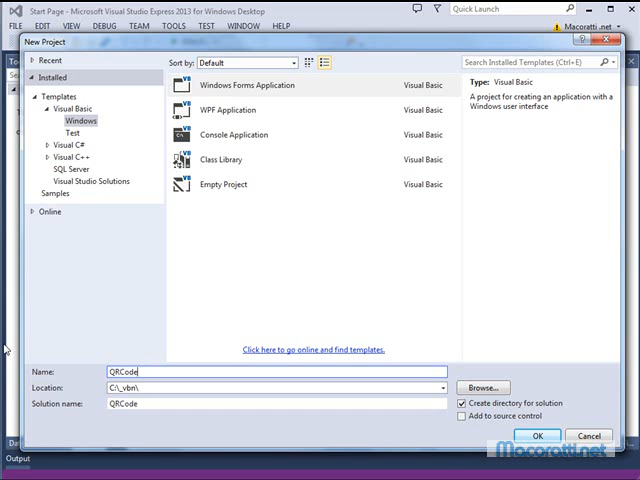 Start Page - Microsoft Visual Studio Express 2013 for Windows Desktop
Quick Launch
FILE EDIT VIEW DEBUG TEAM TOOLS TEST WINDOW HELP
Macoratti .net
New Project
Recent
Installed
Templates
Visual Basic
Windows
Test
Visual C#
Visual C++
SQL Server
Visual Studio Solutions
Samples
Online
Sort by: Default
Windows Forms Application Visual Basic
WPF Application Visual Basic
Console Application Visual Basic
Class Library Visual Basic
Empty Project Visual Basic
Click here to go online and find templates.
Search Installed Templates (Ctrl+E)
Type: Visual Basic
A project for creating an application with a
Windows user interface
Name: QRCode
Location: C:\_vbn\ Browse...
Solution name: QRCode
Create directory for solution
Add to source control
OK Cancel
Macoratti.net
Output